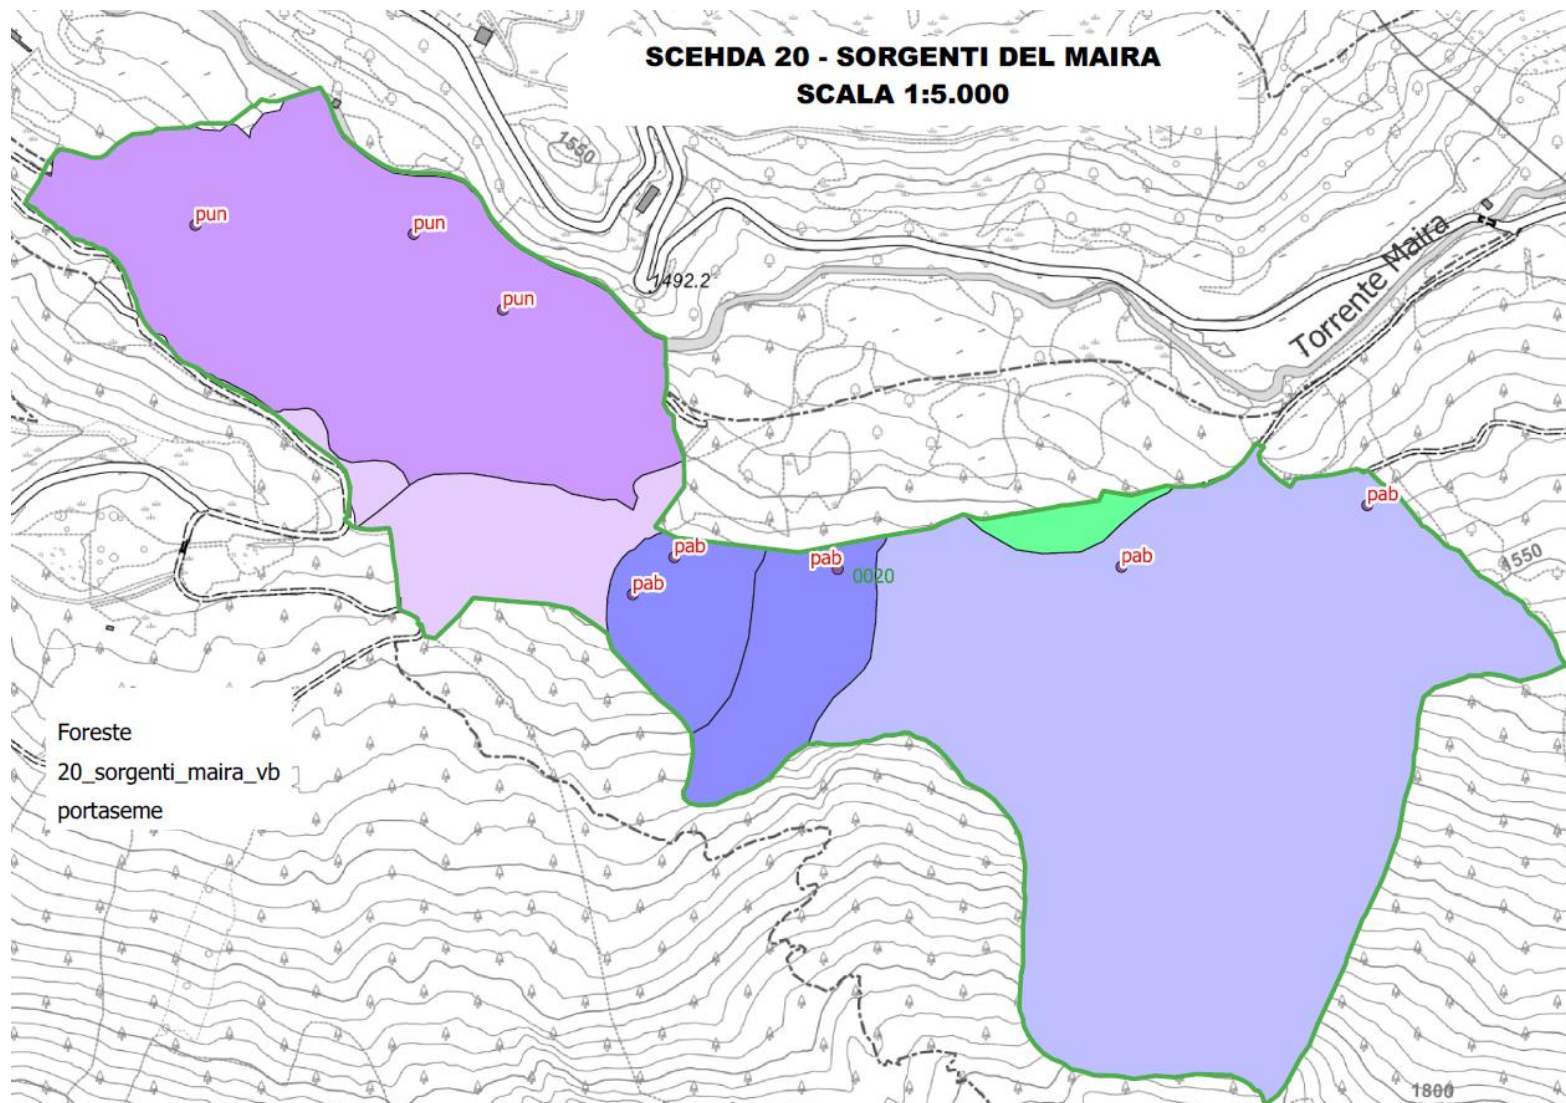 SCEHDA 20 - SORGENTI DEL MAIRA
SCALA 1:5.000
1550
pun
pun
Torrente Maira
1492.2
pun
pab
pab
pab
pab
1550
0020
pab
Foreste
20_sorgenti_maira_vb
portaseme
1800